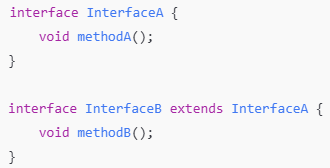 interface InterfaceA {
    void methodA();
}

interface InterfaceB extends InterfaceA {
    void methodB();
}